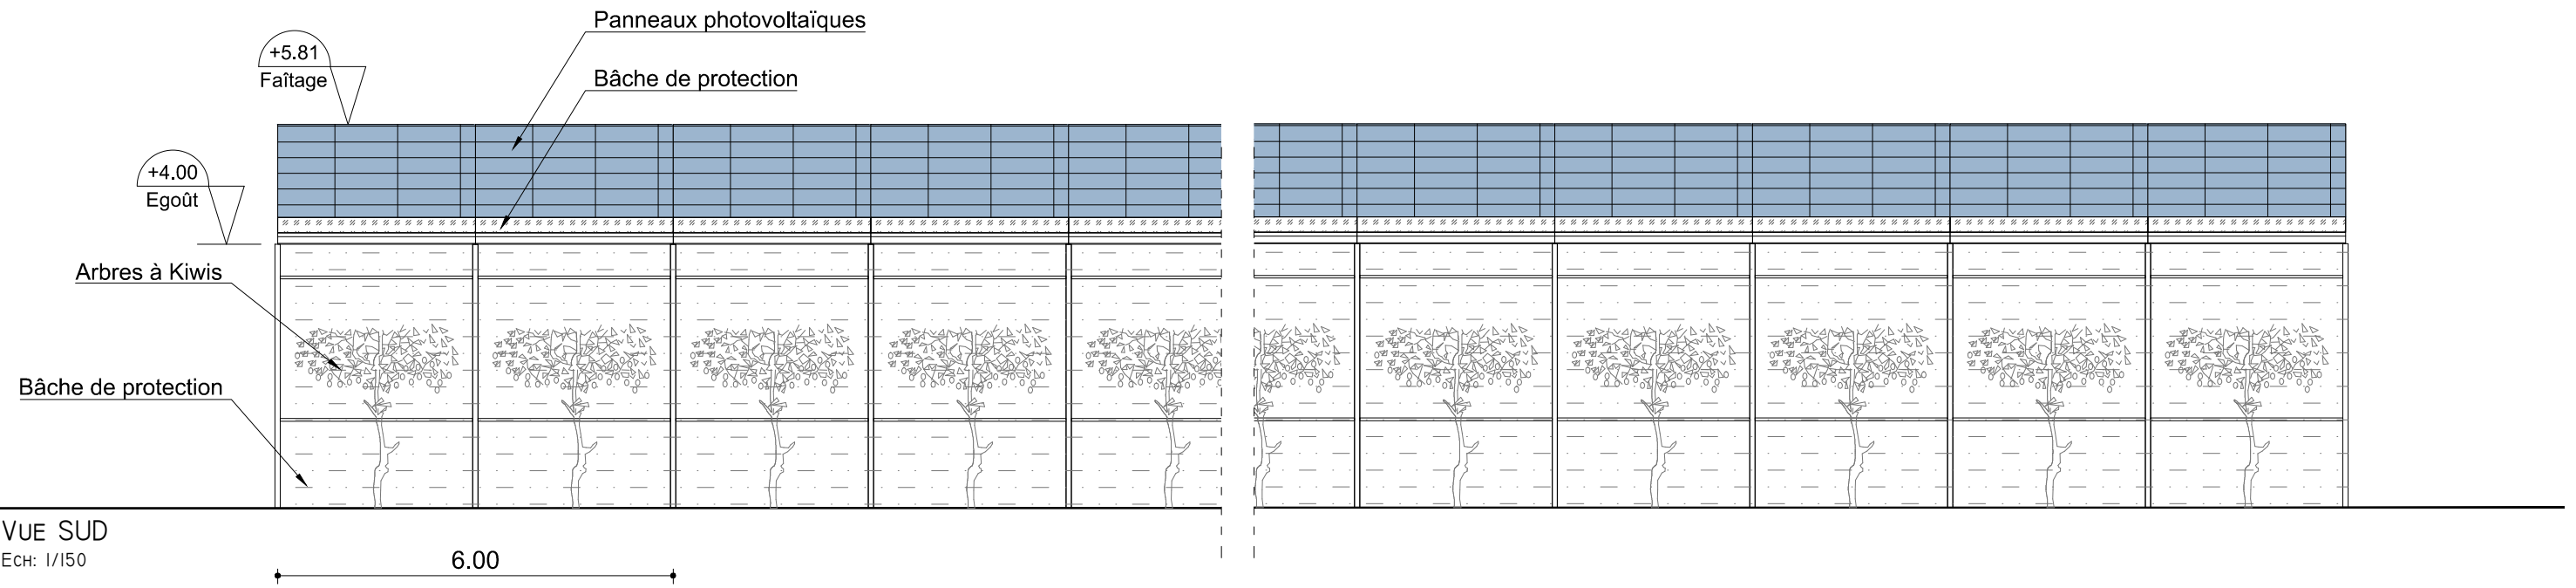 Panneaux photovoltaïques
+5.81
Faîtage
Bâche de protection
+4.00
Egoût
Arbres à Kiwis
Bâche de protection
VUE SUD
ECH: 1/150
6.00